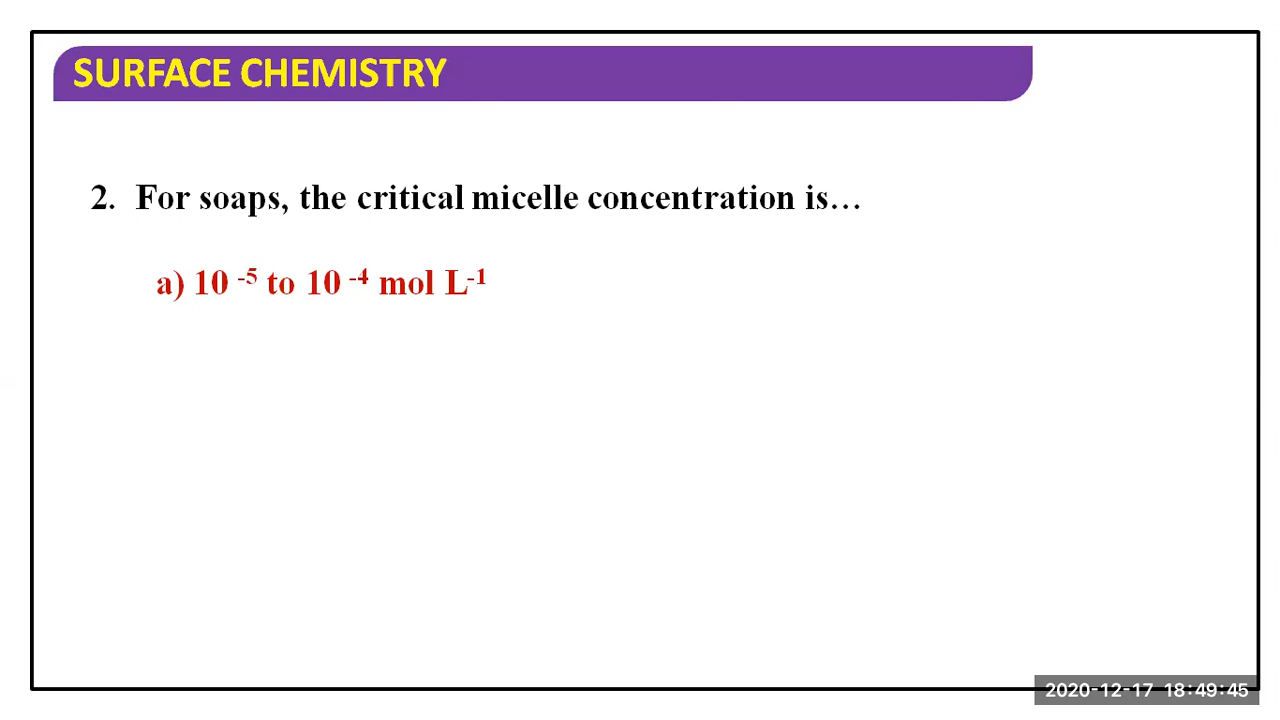 SURFACE CHEMISTRY
2. For soaps, the critical micelle concentration is…
a) 10 ⁻⁵ to 10 ⁻⁴ mol L⁻¹
2020-12-17 18:49:45